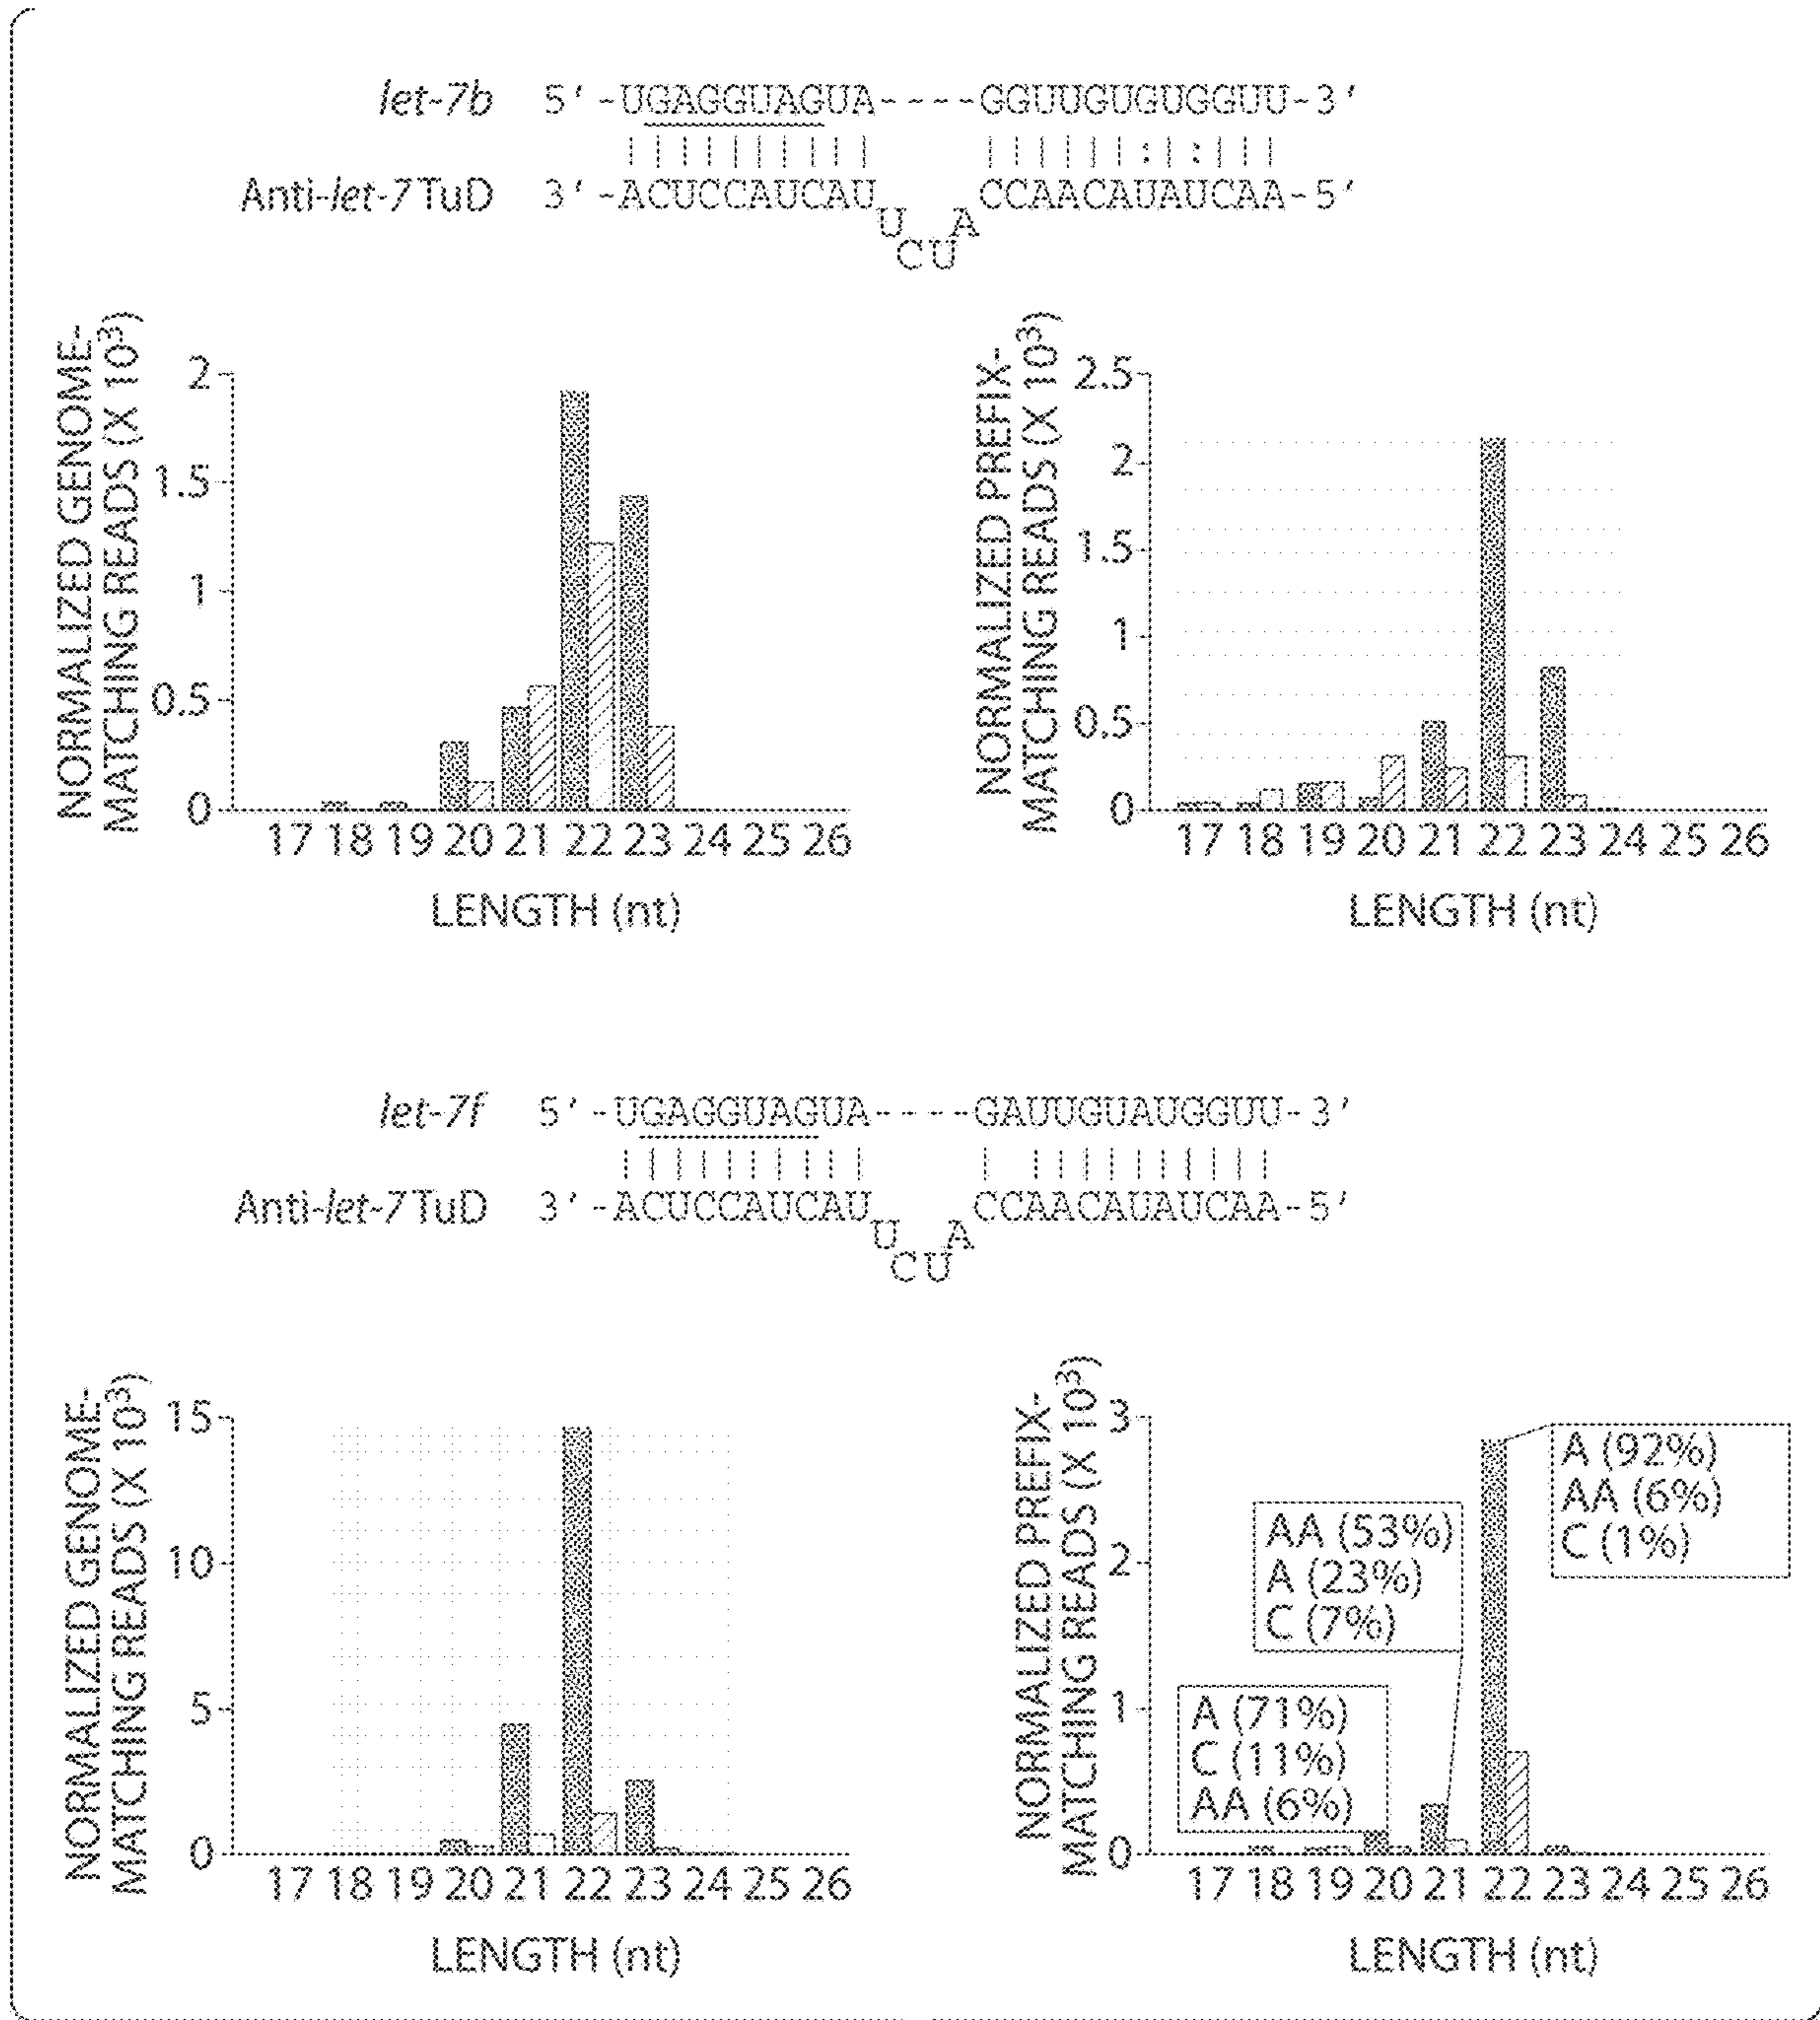 let-7b 5'-UGAGGUAGUA----GGUUGUGUGGUU-3'
Anti-let-7 TuD 3'-ACUCCAUCAU UCUA CCAACAUAUCAA-5'
NORMALIZED GENOME-
MATCHING READS (X 10³)
2
1.5
1
0.5
0
17 18 19 20 21 22 23 24 25 26
LENGTH (nt)
NORMALIZED PREFIX-
MATCHING READS (X 10³)
2.5
2
1.5
1
0.5
0
17 18 19 20 21 22 23 24 25 26
LENGTH (nt)
let-7f 5'-UGAGGUAGUA----GAUUGUAUGGUU-3'
Anti-let-7 TuD 3'-ACUCCAUCAU UCUA CCAACAUAUCAA-5'
NORMALIZED GENOME-
MATCHING READS (X 10³)
15
10
5
0
17 18 19 20 21 22 23 24 25 26
LENGTH (nt)
NORMALIZED PREFIX-
MATCHING READS (X 10³)
3
2
1
0
A (71%)
C (11%)
AA (6%)
AA (53%)
A (23%)
C (7%)
A (92%)
AA (6%)
C (1%)
17 18 19 20 21 22 23 24 25 26
LENGTH (nt)